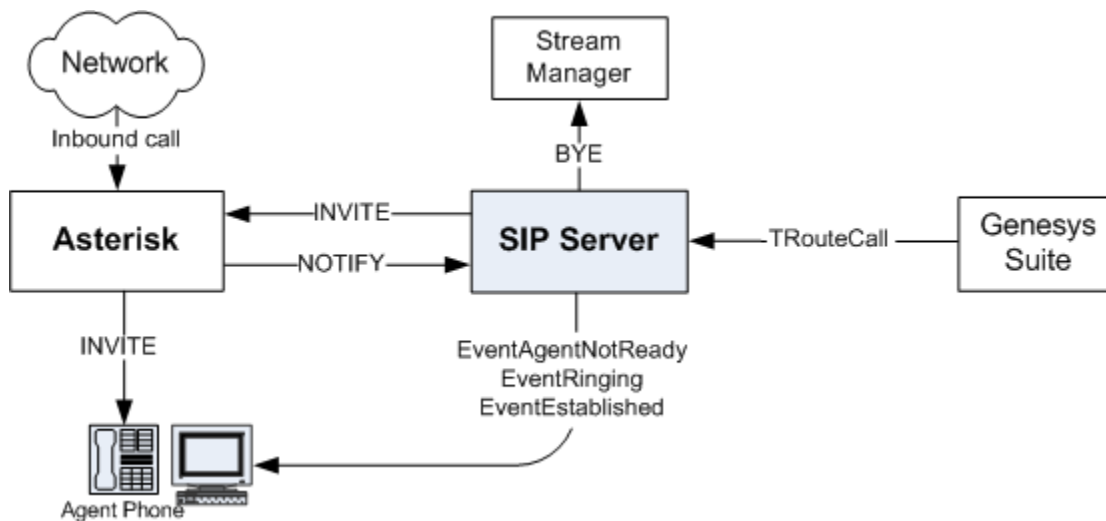 Network
Stream
Manager
Inbound call
BYE
Asterisk
INVITE
SIP Server
TRouteCall
Genesys
Suite
NOTIFY
INVITE
EventAgentNotReady
EventRinging
EventEstablished
Agent Phone